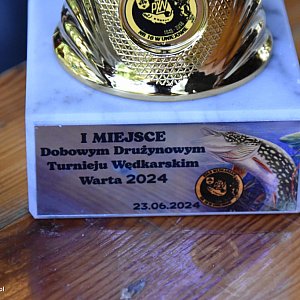 I MIEJSCE
Dobowym Drużynowym
Turnieju Wędkarskim
Warta 2024
23.06.2024